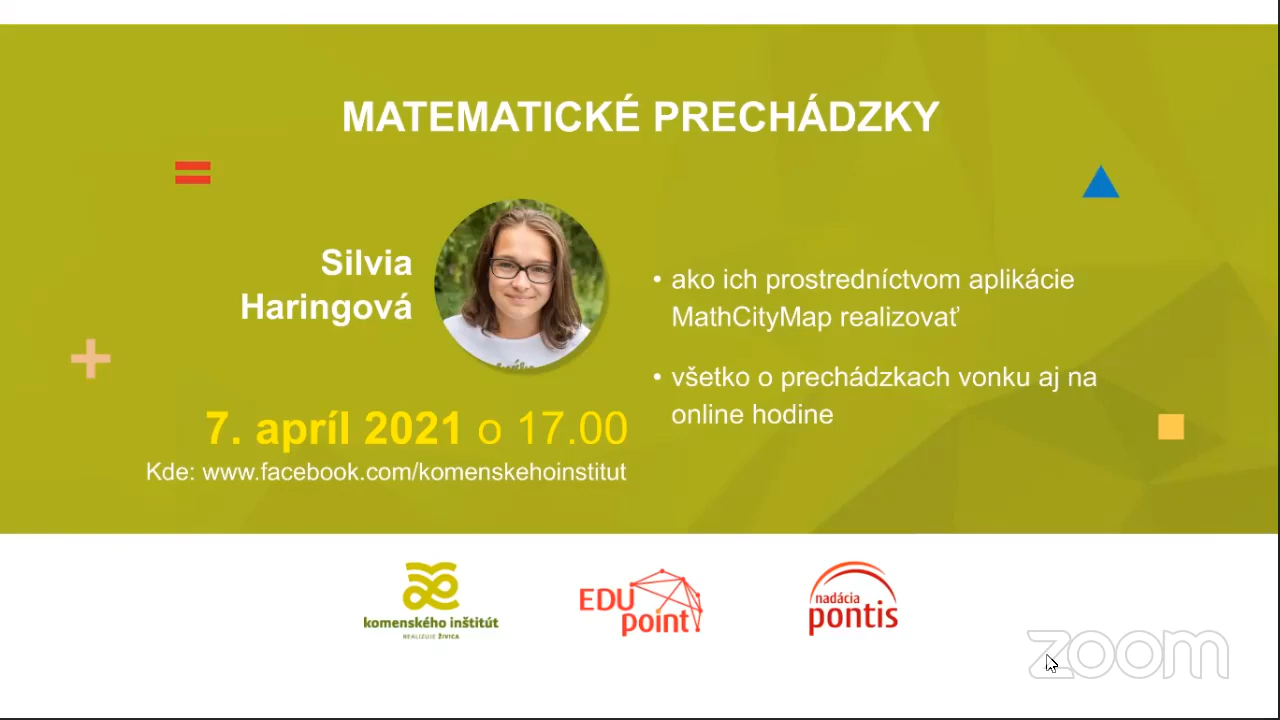 MATEMATICKÉ PRECHÁDZKY
Silvia
Haringová
• ako ich prostredníctvom aplikácie
MathCityMap realizovať
• všetko o prechádzkach vonku aj na
online hodine
7. apríl 2021 o 17.00
Kde: www.facebook.com/komenskehoinstitut
komenského inštitút
REALIZUJE ŽIVICA
EDU
point
nadácia
pontis
zoom